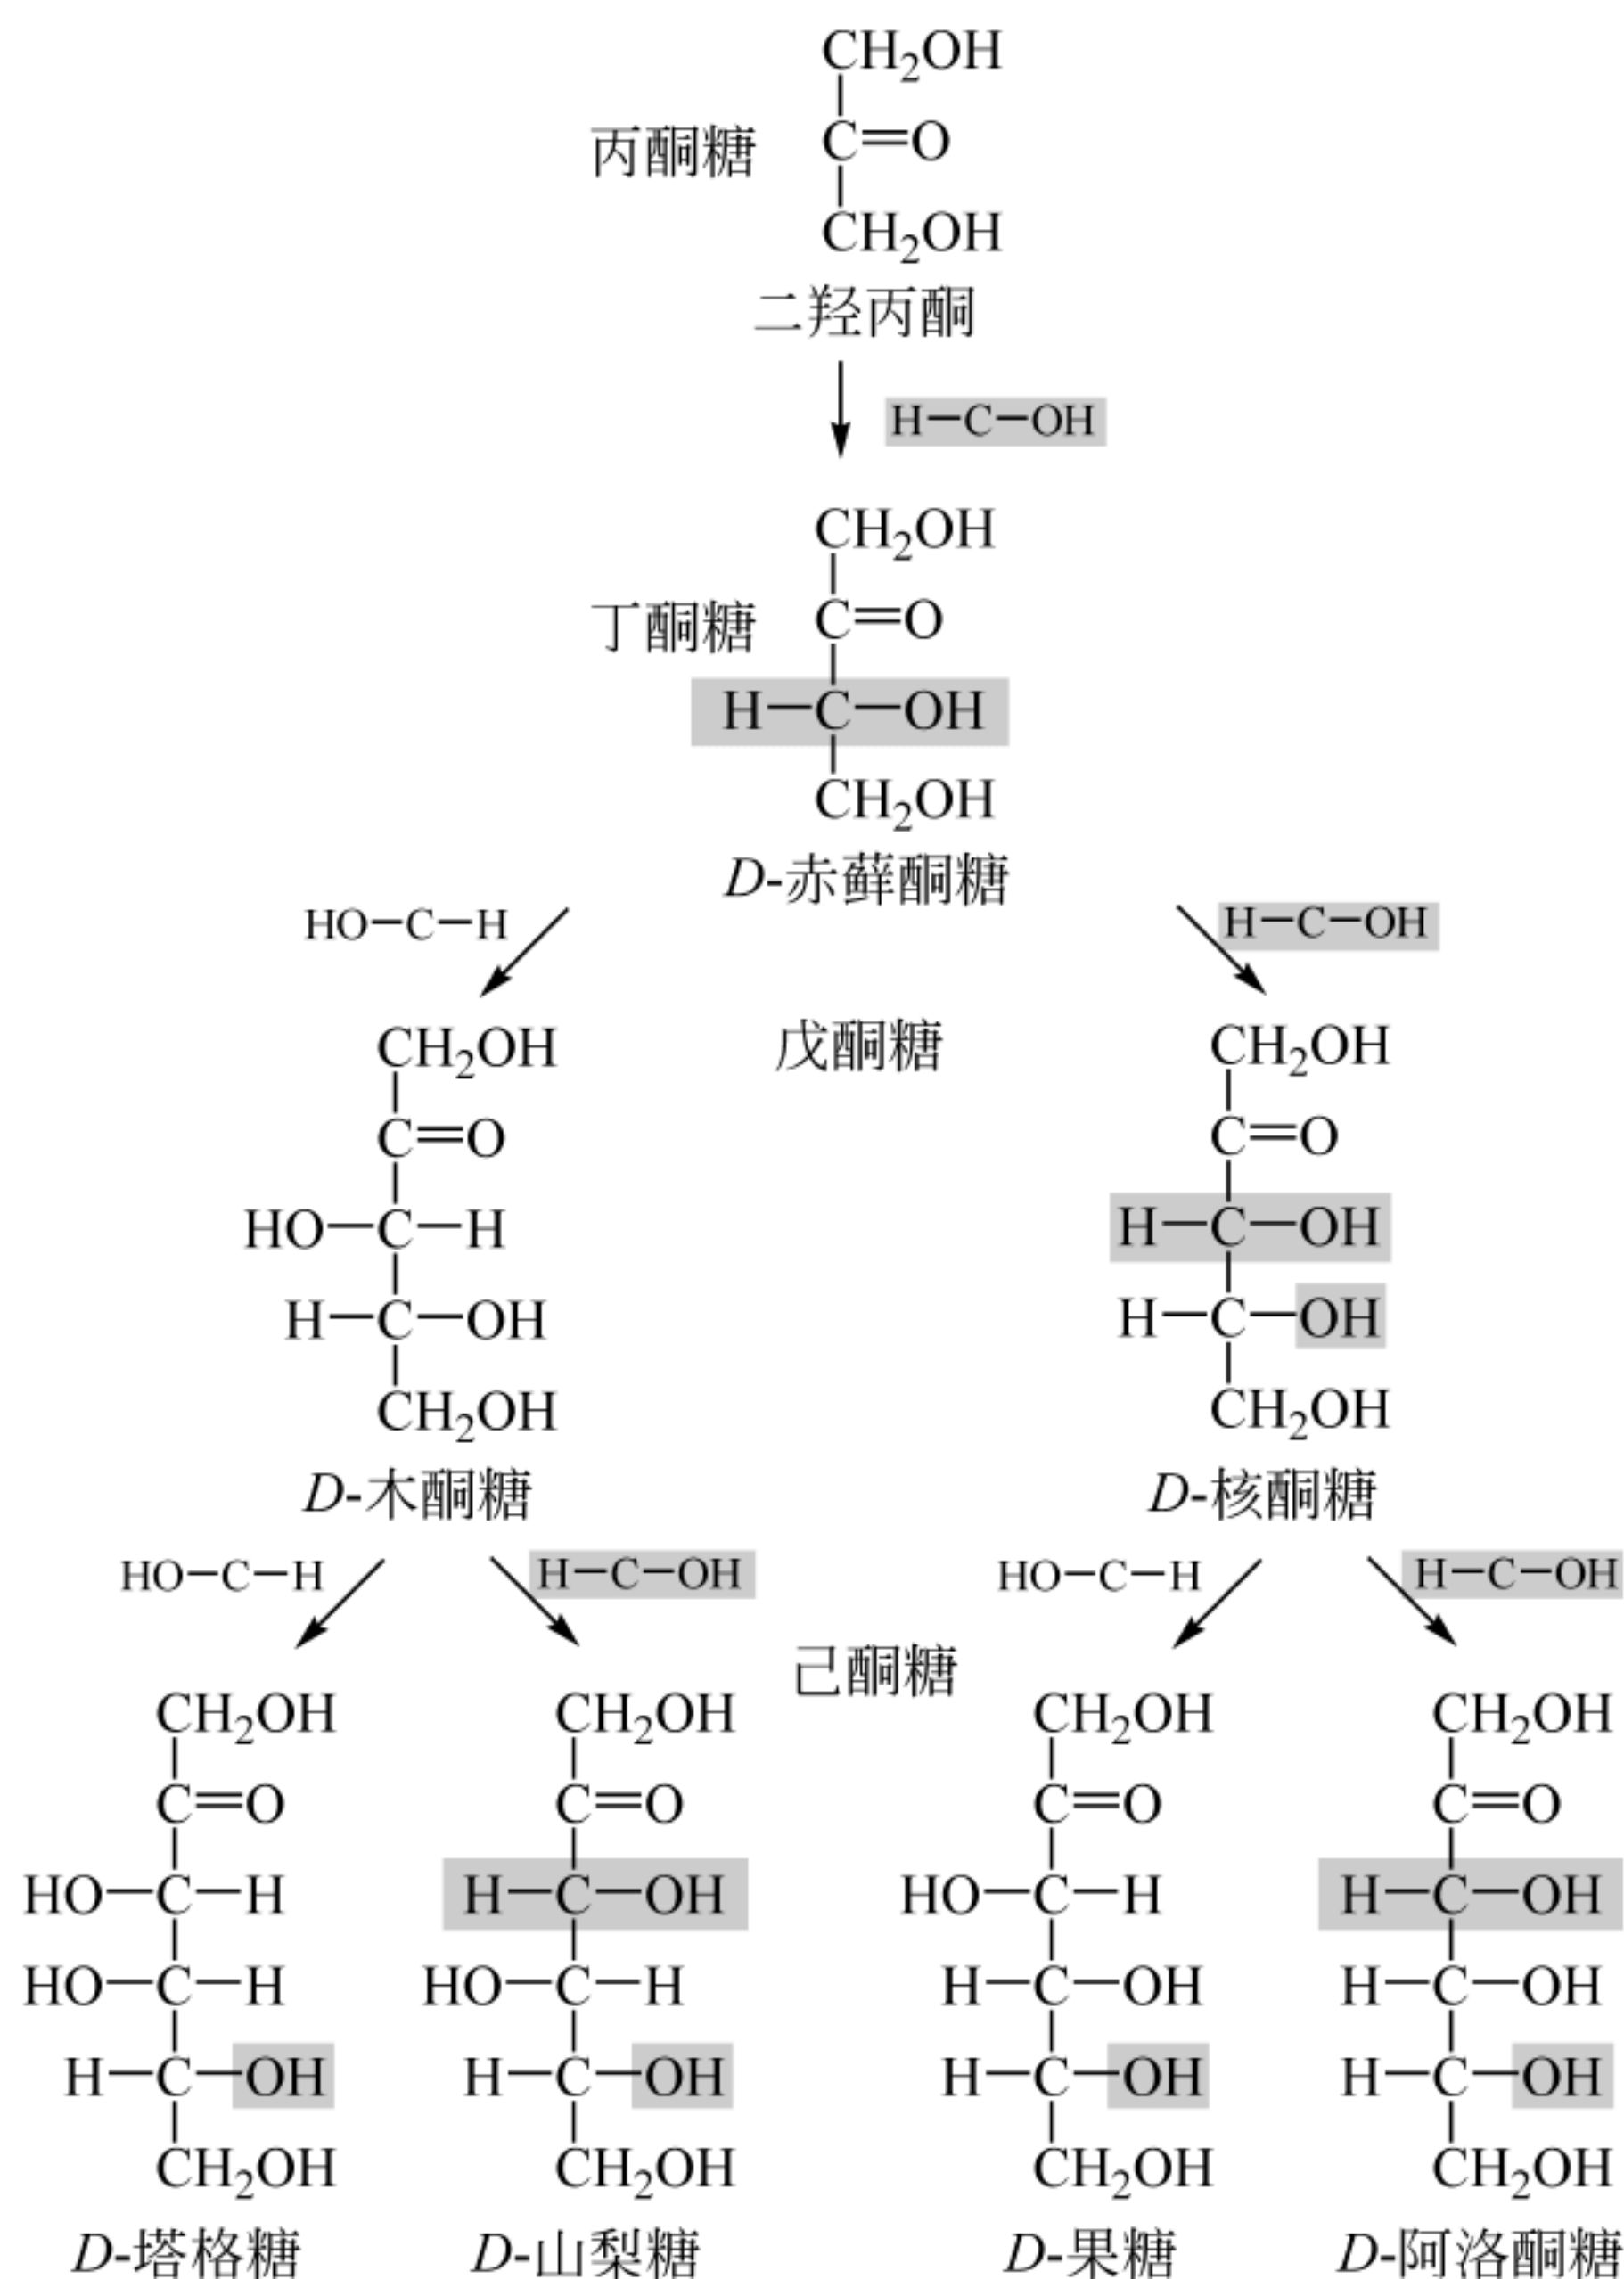 CH₂OH
丙酮糖 C=O
CH₂OH
二羟丙酮
H—C—OH
CH₂OH
丁酮糖 C=O
H—C—OH
CH₂OH
D-赤藓酮糖
HO—C—H H—C—OH
CH₂OH 戊酮糖 CH₂OH
C=O C=O
HO—C—H H—C—OH
H—C—OH H—C—OH
CH₂OH CH₂OH
D-木酮糖 D-核酮糖
HO—C—H H—C—OH HO—C—H H—C—OH
己酮糖
CH₂OH CH₂OH CH₂OH CH₂OH
C=O C=O C=O C=O
HO—C—H H—C—OH HO—C—H H—C—OH
HO—C—H HO—C—H H—C—OH H—C—OH
H—C—OH H—C—OH H—C—OH H—C—OH
CH₂OH CH₂OH CH₂OH CH₂OH
D-塔格糖 D-山梨糖 D-果糖 D-阿洛酮糖